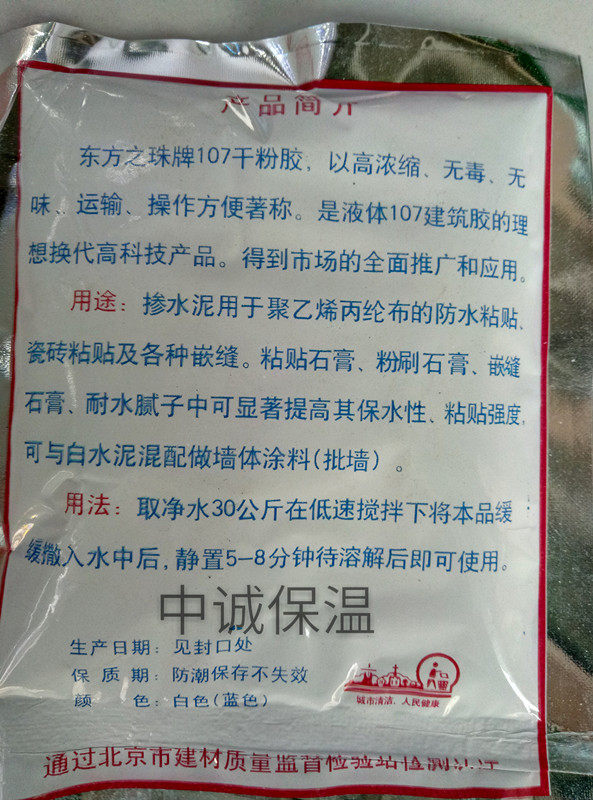 产品简介
东方之珠牌107干粉胶，以高浓缩、无毒、无
味、运输、操作方便著称。是液体107建筑胶的理
想换代高科技产品。得到市场的全面推广和应用。
用途：掺水泥用于聚乙烯丙纶布的防水粘贴、
瓷砖粘贴及各种嵌缝。粘贴石膏、粉刷石膏、嵌缝
石膏、耐水腻子中可显著提高其保水性、粘贴强度，
可与白水泥混配做墙体涂料（批墙）。
用法：取净水30公斤在低速搅拌下将本品缓
缓撒入水中后，静置5-8分钟待溶解后即可使用。
中诚保温
生产日期：见封口处
保质期：防潮保存不失效
颜 色：白色（蓝色）
城市清洁、人民健康
通过北京市建材质量监督检验站检测认证